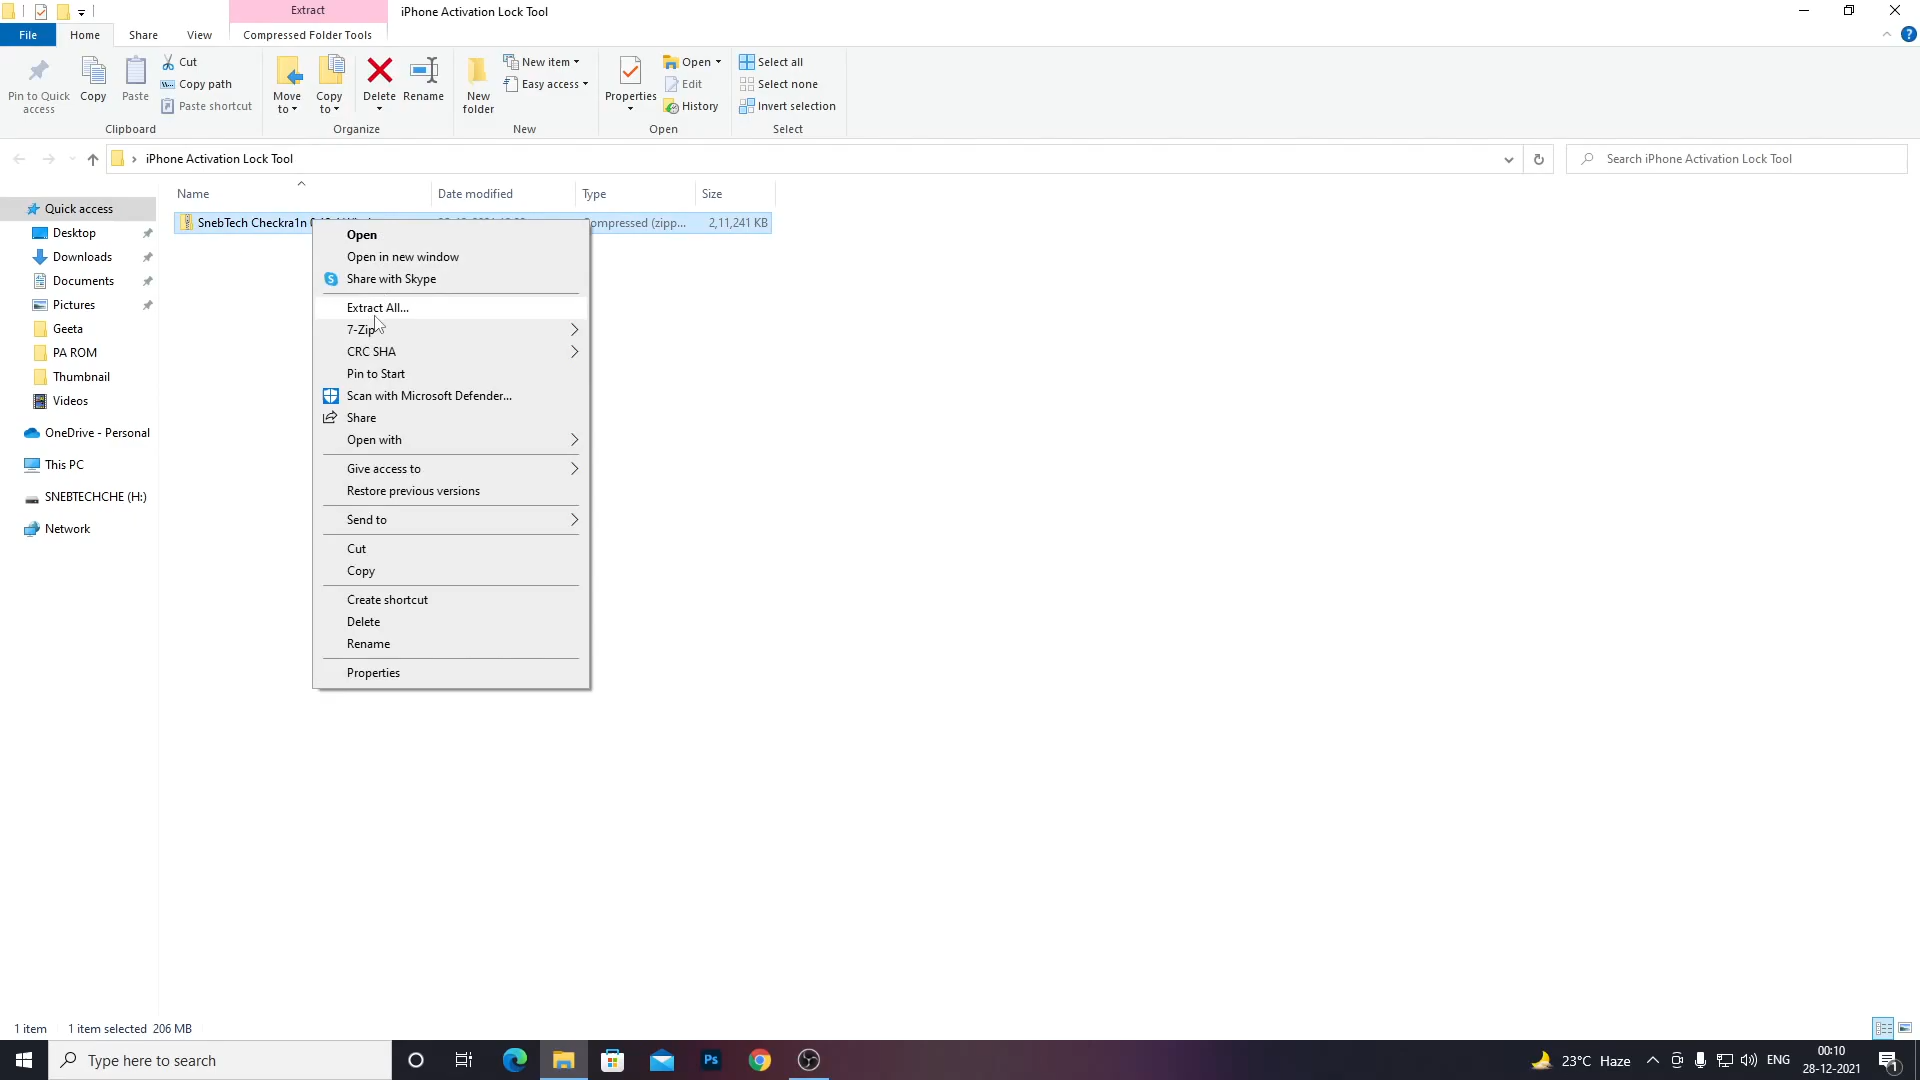 Extract
iPhone Activation Lock Tool
File
Home
Share
View
Compressed Folder Tools
Pin to Quick
access
Copy
Paste
Cut
Copy path
Paste shortcut
Move
to
Copy
to
Delete
Rename
New
folder
New item
Easy access
Properties
Open
Edit
History
Select all
Select none
Invert selection
Clipboard
Organize
New
Open
Select
iPhone Activation Lock Tool
Search iPhone Activation Lock Tool
Name
Date modified
Type
Size
SnebTech Checkra1n
ompressed (zipp...
2,11,241 KB
Quick access
Desktop
Downloads
Documents
Pictures
Geeta
PA ROM
Thumbnail
Videos
OneDrive - Personal
This PC
SNEBTECHCHE (H:)
Network
Open
Open in new window
Share with Skype
Extract All...
7-Zip
CRC SHA
Pin to Start
Scan with Microsoft Defender...
Share
Open with
Give access to
Restore previous versions
Send to
Cut
Copy
Create shortcut
Delete
Rename
Properties
1 item
1 item selected 206 MB
Type here to search
Ps
23°C Haze
ENG
00:10
28-12-2021
1